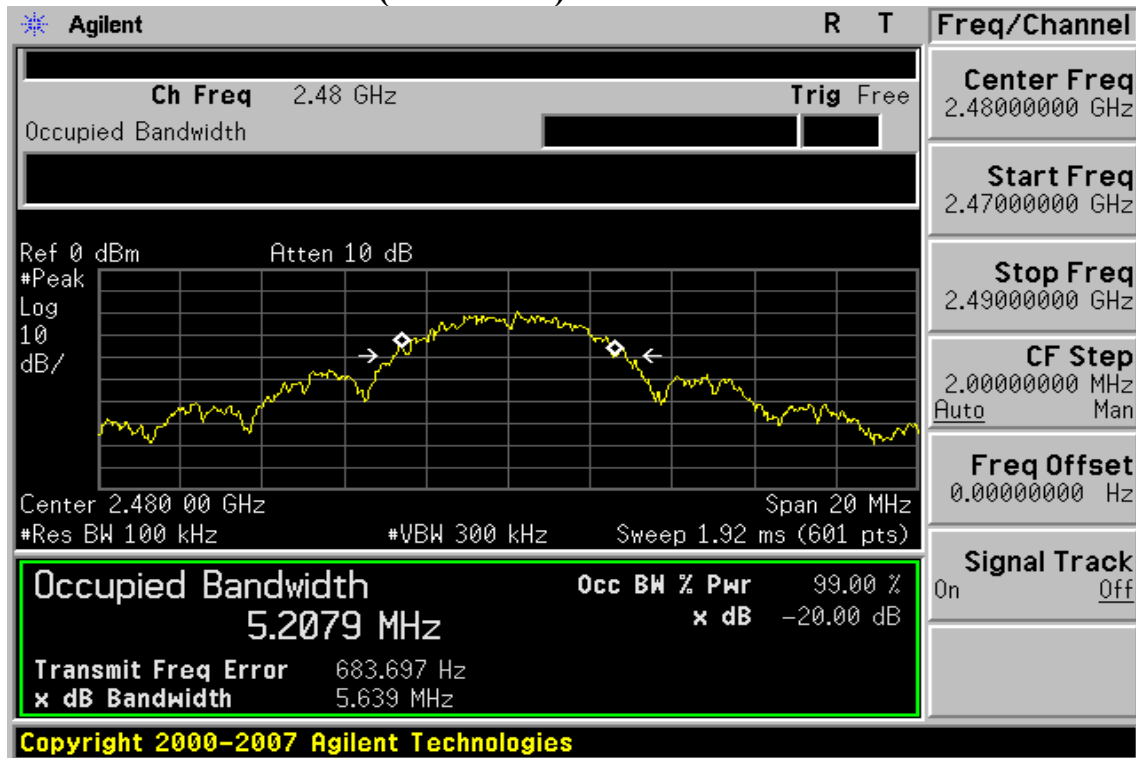 Agilent R T Freq/Channel
Ch Freq 2.48 GHz Trig Free
Occupied Bandwidth
Center Freq
2.48000000 GHz
Start Freq
2.47000000 GHz
Stop Freq
2.49000000 GHz
CF Step
2.00000000 MHz
Auto Man
Freq Offset
0.00000000 Hz
Signal Track
On Off
Ref 0 dBm Atten 10 dB
#Peak
Log
10
dB/
Center 2.480 00 GHz Span 20 MHz
#Res BW 100 kHz #VBW 300 kHz Sweep 1.92 ms (601 pts)
Occupied Bandwidth Occ BW % Pwr 99.00 %
5.2079 MHz x dB -20.00 dB
Transmit Freq Error 683.697 Hz
x dB Bandwidth 5.639 MHz
Copyright 2000-2007 Agilent Technologies